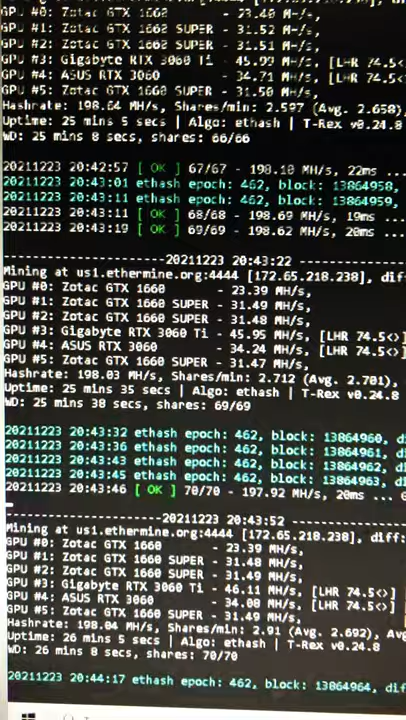 GPU #0: Zotac GTX 1660 - 23.40 MH/s,
GPU #1: Zotac GTX 1660 SUPER - 31.52 MH/s,
GPU #2: Zotac GTX 1660 SUPER - 31.51 MH/s,
GPU #3: Gigabyte RTX 3060 Ti - 45.99 MH/s, [LHR 74.5<>
GPU #4: ASUS RTX 3060 - 34.71 MH/s, [LHR 74.5<
GPU #5: Zotac GTX 1660 SUPER - 31.50 MH/s,
Hashrate: 198.64 MH/s, Shares/min: 2.597 (Avg. 2.658)
Uptime: 25 mins 5 secs | Algo: ethash | T-Rex v0.24.8
WD: 25 mins 8 secs, shares: 66/66
20211223 20:42:57 [ OK ] 67/67 - 198.10 MH/s, 22ms ...
20211223 20:43:01 ethash epoch: 462, block: 13864958,
20211223 20:43:11 ethash epoch: 462, block: 13864959,
20211223 20:43:11 [ OK ] 68/68 - 198.69 MH/s, 19ms ...
20211223 20:43:19 [ OK ] 69/69 - 198.62 MH/s, 20ms ...
-------------------------20211223 20:43:22 -------------------------
Mining at us1.ethermine.org:4444 [172.65.218.238], dif
GPU #0: Zotac GTX 1660 - 23.39 MH/s,
GPU #1: Zotac GTX 1660 SUPER - 31.49 MH/s,
GPU #2: Zotac GTX 1660 SUPER - 31.48 MH/s,
GPU #3: Gigabyte RTX 3060 Ti - 45.95 MH/s, [LHR 74.5<>]
GPU #4: ASUS RTX 3060 - 34.24 MH/s, [LHR 74.5<>]
GPU #5: Zotac GTX 1660 SUPER - 31.47 MH/s,
Hashrate: 198.03 MH/s, Shares/min: 2.712 (Avg. 2.701),
Uptime: 25 mins 35 secs | Algo: ethash | T-Rex v0.24.8
WD: 25 mins 38 secs, shares: 69/69
20211223 20:43:32 ethash epoch: 462, block: 13864960, d
20211223 20:43:36 ethash epoch: 462, block: 13864961, di
20211223 20:43:43 ethash epoch: 462, block: 13864962, di
20211223 20:43:45 ethash epoch: 462, block: 13864963, di
20211223 20:43:46 [ OK ] 70/70 - 197.92 MH/s, 20ms ...
-------------------------20211223 20:43:52 -------------------------
Mining at us1.ethermine.org:4444 [172.65.218.238], diff:
GPU #0: Zotac GTX 1660 - 23.39 MH/s,
GPU #1: Zotac GTX 1660 SUPER - 31.48 MH/s,
GPU #2: Zotac GTX 1660 SUPER - 31.49 MH/s,
GPU #3: Gigabyte RTX 3060 Ti - 46.11 MH/s, [LHR 74.5<>]
GPU #4: ASUS RTX 3060 - 34.08 MH/s, [LHR 74.5<>]
GPU #5: Zotac GTX 1660 SUPER - 31.49 MH/s,
Hashrate: 198.04 MH/s, Shares/min: 2.91 (Avg. 2.692), Av
Uptime: 26 mins 5 secs | Algo: ethash | T-Rex v0.24.8
WD: 26 mins 8 secs, shares: 70/70
20211223 20:44:17 ethash epoch: 462, block: 13864964, dif